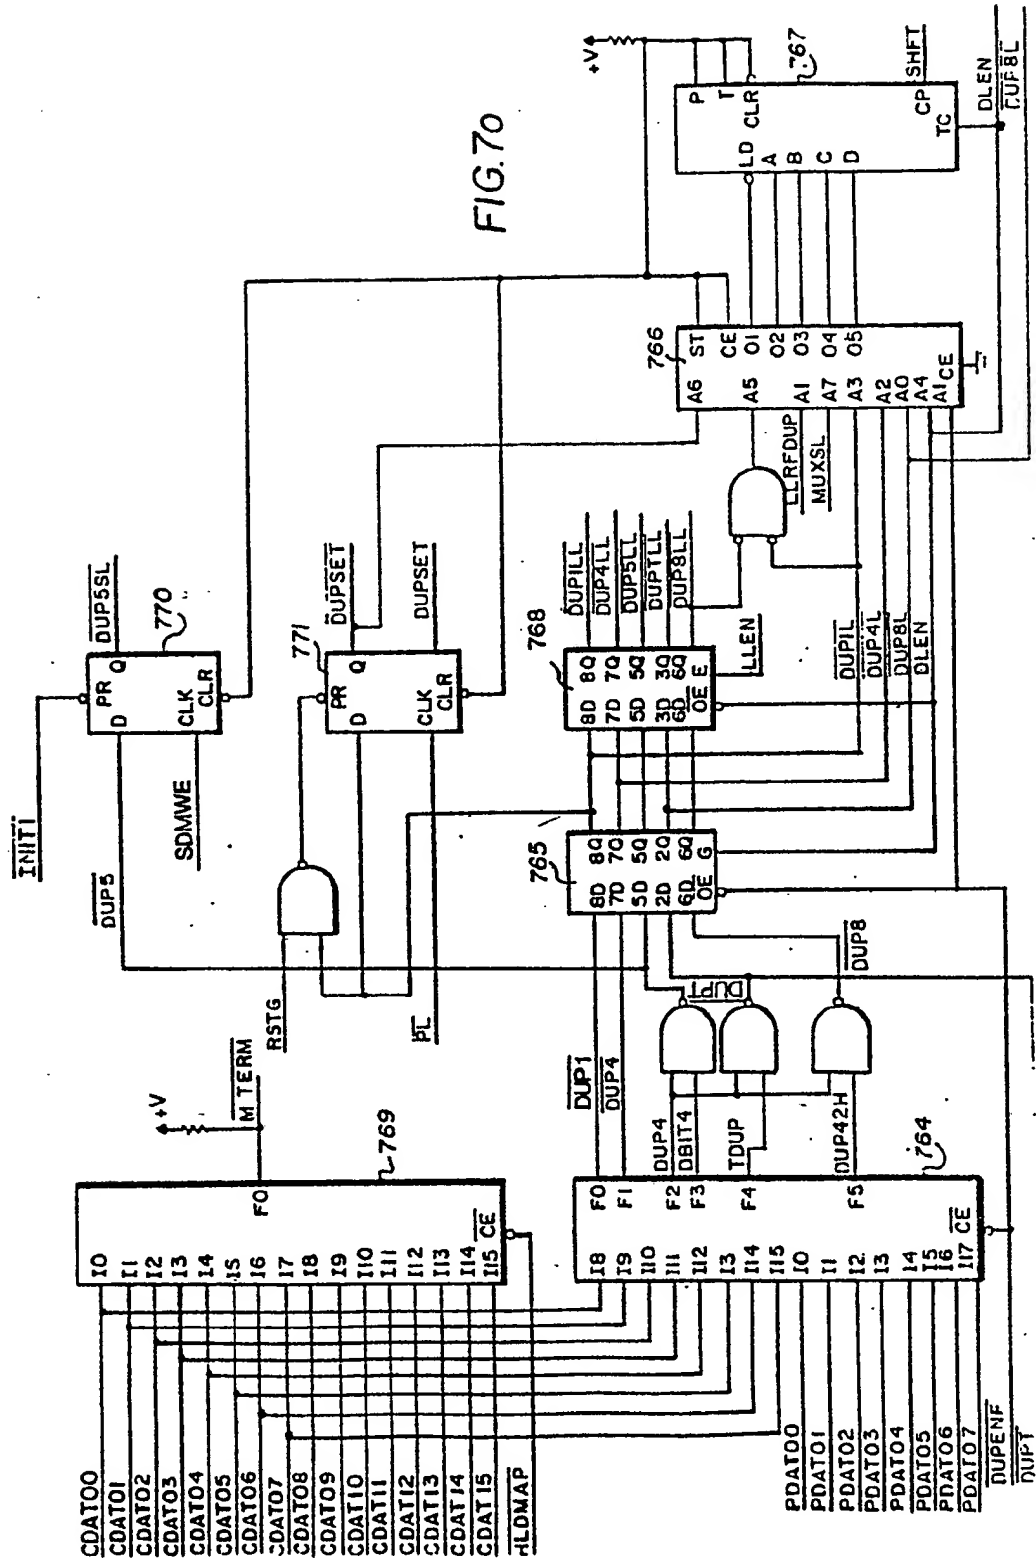 FIG.70
+V
P
T
CLR
767
LD
A
B
C
D
CP
SHFT
TC
DLEN
DUP8L
766
A6
ST
CE
A5
O1
O2
A1
O3
A7
O4
A3
O5
A2
A0
A4
A1
CE
LLRFDUP
MUXSL
INIT1
PR
D
Q
DUP5SL
770
CLK
CLR
SDMWE
DUP5
771
PR
D
Q
DUPSET
CLK
CLR
DUPSET
RSTG
PL
768
8D 8Q
7D 7Q
5D 5Q
3D 3Q
6D 6Q
OE E
DUP1LL
DUP4LL
DUP5LL
DUPTLL
DUP8LL
LLEN
DUP1L
DUP4L
DUP8L
DLEN
765
8D 8Q
7D 7Q
5D 5Q
2D 2Q
6D 6Q
OE G
DUP1
DUP4
DUPT
DUP8
DUP4
DBIT4
TDUP
DUP42H
+V
M TERM
769
I0
I1
I2
I3
I4
I5
I6
I7
I8
I9
I10
I11
I12
I13
I14
I15
F0
CE
CDAT00
CDAT01
CDAT02
CDAT03
CDAT04
CDAT05
CDAT06
CDAT07
CDAT08
CDAT09
CDAT10
CDAT11
CDAT12
CDAT13
CDAT14
CDAT15
HLDMAP
764
I8
I9
I10
I11
I12
I3
I14
I15
I0
I1
I2
I3
I4
I5
I6
I17
F0
F1
F2
F3
F4
F5
CE
PDAT00
PDAT01
PDAT02
PDAT03
PDAT04
PDAT05
PDAT06
PDAT07
DUPENF
DUPT